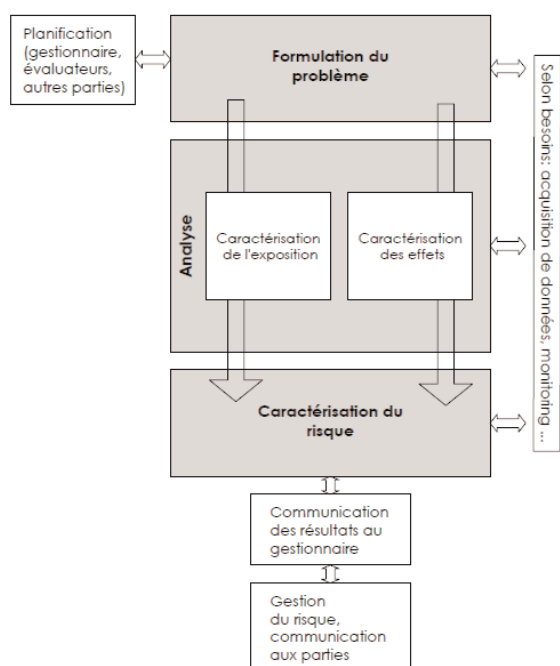 Planification
(gestionnaire,
évaluateurs,
autres parties)
Formulation du
problème
Selon besoins: acquisition de données, monitoring ...
Analyse
Caractérisation
de l'exposition
Caractérisation
des effets
Caractérisation du
risque
Communication
des résultats au
gestionnaire
Gestion
du risque,
communication
aux parties